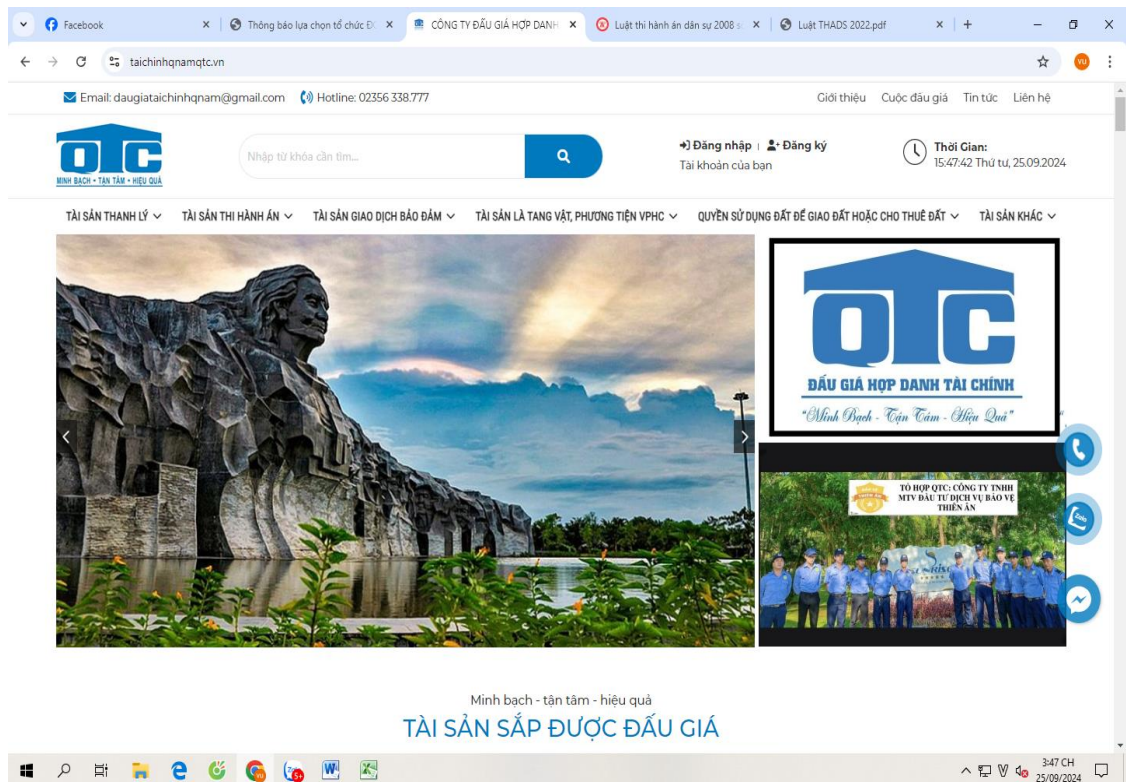 Facebook
Thông báo lựa chọn tổ chức ĐG
CÔNG TY ĐẤU GIÁ HỢP DANH
Luật thi hành án dân sự 2008 s
Luật THADS 2022.pdf
taichinhqnamqtc.vn
VU
Email: daugiataichinhqnam@gmail.com
Hotline: 02356 338.777
Giới thiệu Cuộc đấu giá Tin tức Liên hệ
QTC
MINH BẠCH - TẬN TÂM - HIỆU QUẢ
Nhập từ khóa cần tìm...
Đăng nhập | Đăng ký
Tài khoản của bạn
Thời Gian:
15:47:42 Thứ tư, 25.09.2024
TÀI SẢN THANH LÝ TÀI SẢN THI HÀNH ÁN TÀI SẢN GIAO DỊCH BẢO ĐẢM TÀI SẢN LÀ TANG VẬT, PHƯƠNG TIỆN VPHC QUYỀN SỬ DỤNG ĐẤT ĐỂ GIAO ĐẤT HOẶC CHO THUÊ ĐẤT TÀI SẢN KHÁC
QTC
ĐẤU GIÁ HỢP DANH TÀI CHÍNH
"Minh Bạch - Tận Tâm - Hiệu Quả"
TỔ HỢP QTC: CÔNG TY TNHH
MTV ĐẦU TƯ DỊCH VỤ BẢO VỆ
THIÊN ÂN
Zalo
Minh bạch - tận tâm - hiệu quả
TÀI SẢN SẮP ĐƯỢC ĐẤU GIÁ
5+
3:47 CH
25/09/2024